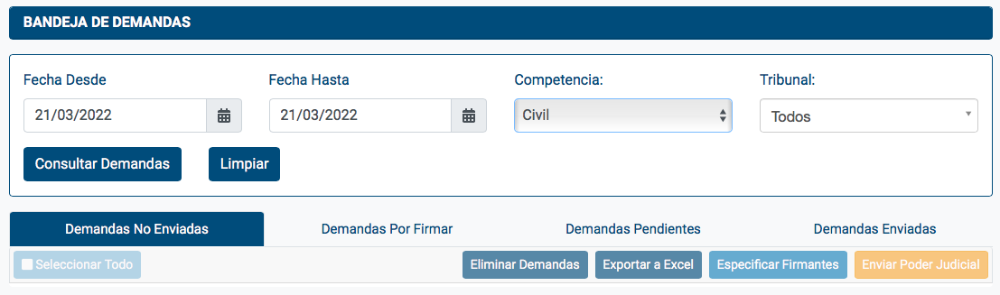 BANDEJA DE DEMANDAS
Fecha Desde Fecha Hasta Competencia: Tribunal:
21/03/2022 21/03/2022 Civil Todos
Consultar Demandas Limpiar
Demandas No Enviadas Demandas Por Firmar Demandas Pendientes Demandas Enviadas
Seleccionar Todo Eliminar Demandas Exportar a Excel Especificar Firmantes Enviar Poder Judicial